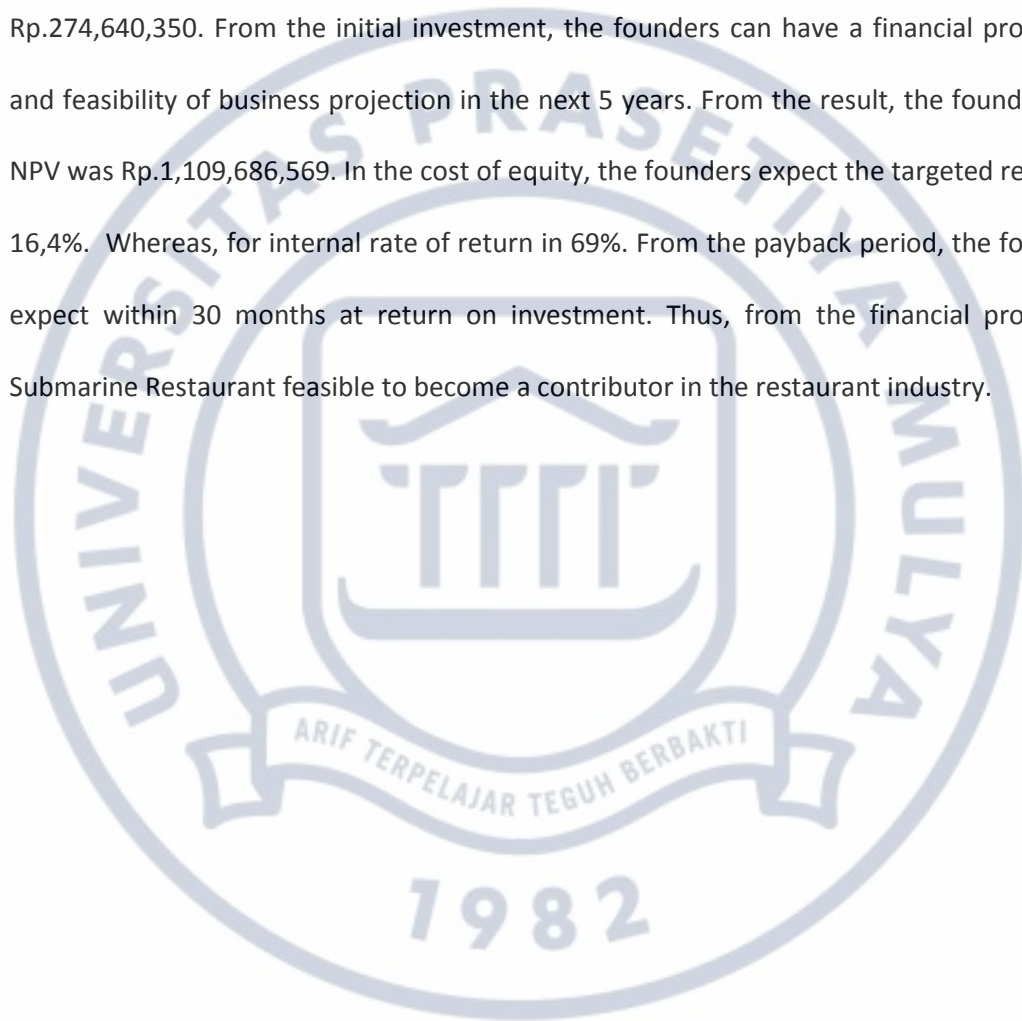 Rp.274,640,350. From the initial investment, the founders can have a financial pro
and feasibility of business projection in the next 5 years. From the result, the found
NPV was Rp.1,109,686,569. In the cost of equity, the founders expect the targeted re
16,4%. Whereas, for internal rate of return in 69%. From the payback period, the fo
expect within 30 months at return on investment. Thus, from the financial pro
Submarine Restaurant feasible to become a contributor in the restaurant industry.
UNIVERSITAS PRASETIYA MULYA
ARIF TERPELAJAR TEGUH BERBAKTI
1982